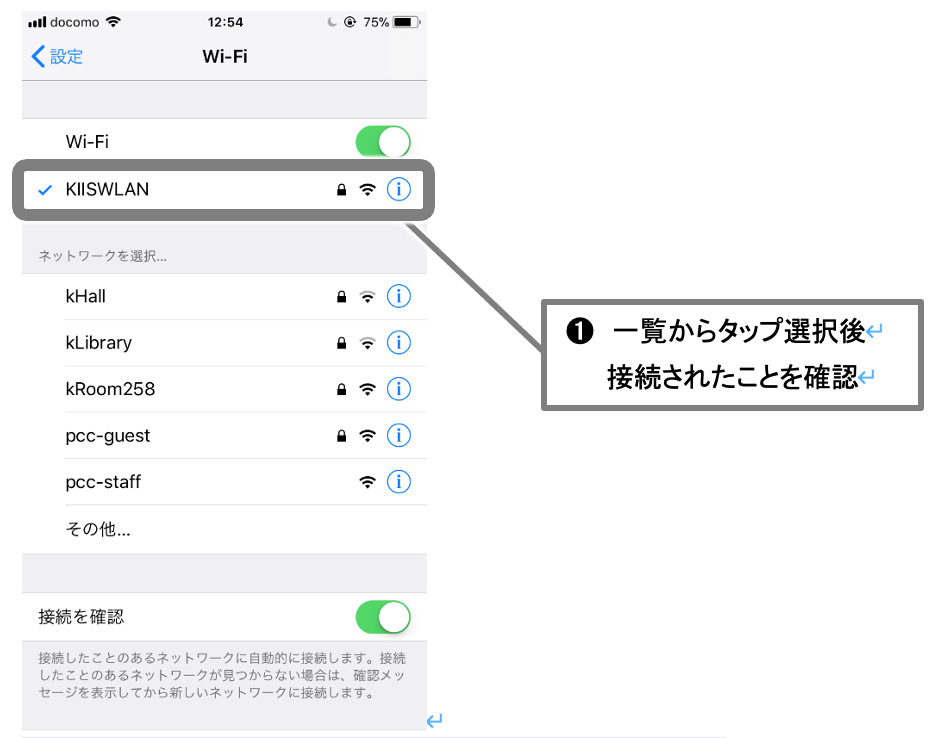 docomo 12:54 75%
設定 Wi-Fi
Wi-Fi
KIISWLAN
ネットワークを選択...
kHall
kLibrary
kRoom258
pcc-guest
pcc-staff
その他...
接続を確認
接続したことのあるネットワークに自動的に接続します。接続
したことのあるネットワークが見つからない場合は、確認メッ
セージを表示してから新しいネットワークに接続します。
❶ 一覧からタップ選択後↵
接続されたことを確認↵
↵